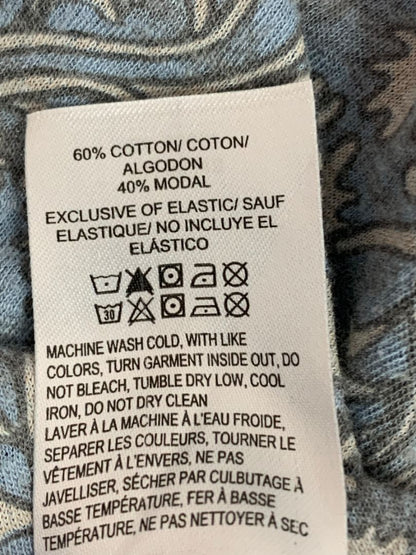 60% COTTON/ COTON/
ALGODON
40% MODAL
EXCLUSIVE OF ELASTIC/ SAUF
ELASTIQUE/ NO INCLUYE EL
ELÁSTICO
30
MACHINE WASH COLD, WITH LIKE
COLORS, TURN GARMENT INSIDE OUT, DO
NOT BLEACH, TUMBLE DRY LOW, COOL
IRON, DO NOT DRY CLEAN
LAVER À LA MACHINE À L'EAU FROIDE,
SEPARER LES COULEURS, TOURNER LE
VÊTEMENT À L'ENVERS, NE PAS
JAVELLISER, SÉCHER PAR CULBUTAGE À
BASSE TEMPÉRATURE, FER À BASSE
TEMPÉRATURE, NE PAS NETTOYER À SEC